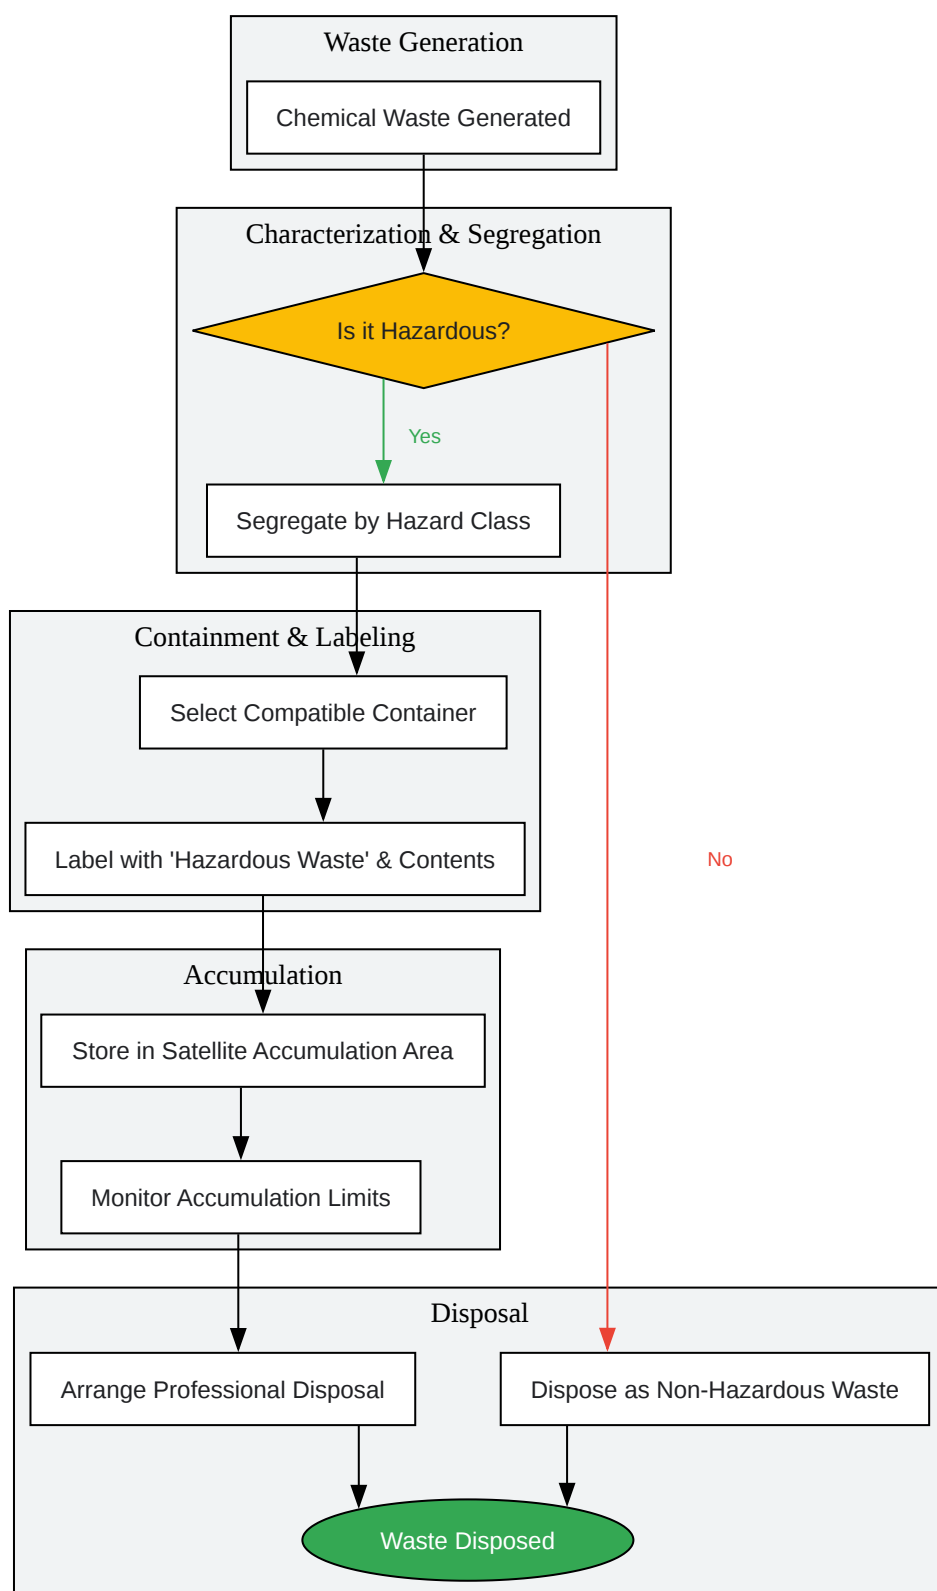 Waste Generation
Chemical Waste Generated
Characterization & Segregation
Is it Hazardous?
Yes
Segregate by Hazard Class
Containment & Labeling
Select Compatible Container
Label with 'Hazardous Waste' & Contents
No
Accumulation
Store in Satellite Accumulation Area
Monitor Accumulation Limits
Disposal
Arrange Professional Disposal
Dispose as Non-Hazardous Waste
Waste Disposed